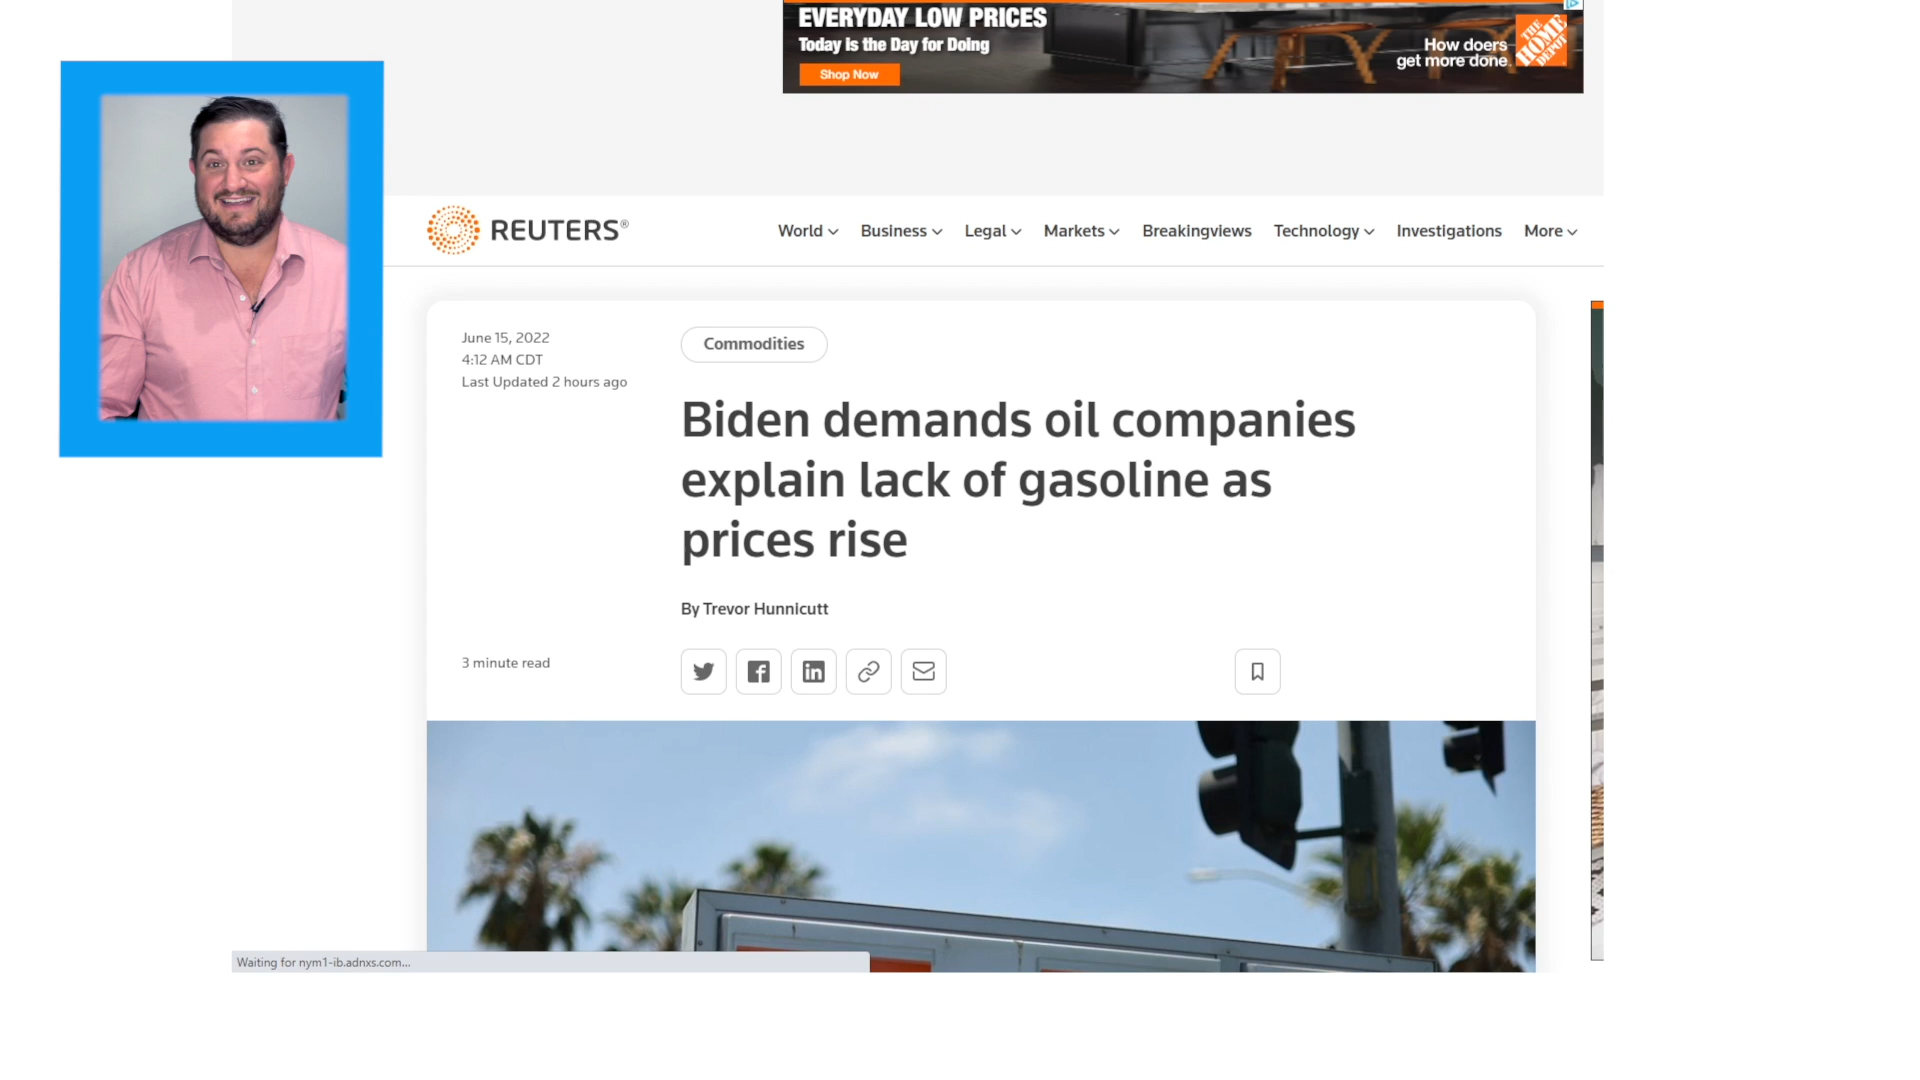 EVERYDAY LOW PRICES
Today is the Day for Doing
Shop Now
How doers
get more done.
THE
HOME
DEPOT
REUTERS®
World
Business
Legal
Markets
Breakingviews
Technology
Investigations
More
June 15, 2022
4:12 AM CDT
Last Updated 2 hours ago
Commodities
Biden demands oil companies
explain lack of gasoline as
prices rise
By Trevor Hunnicutt
3 minute read
Waiting for nym1-ib.adnxs.com...